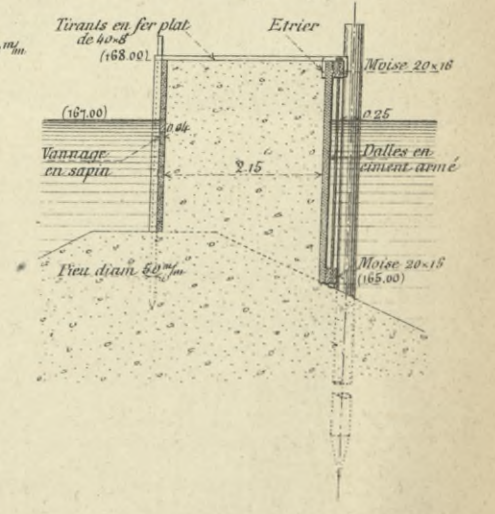 m/m
Tirants en fer plat
de 40×8
(168.00)
Etrier
Moise 20×16
(167.00)
0.25
0.04
Vannage
en sapin
2.15
Dalles en
ciment armé
Pieu diam 50 m/m
Moise 20×15
(165.00)